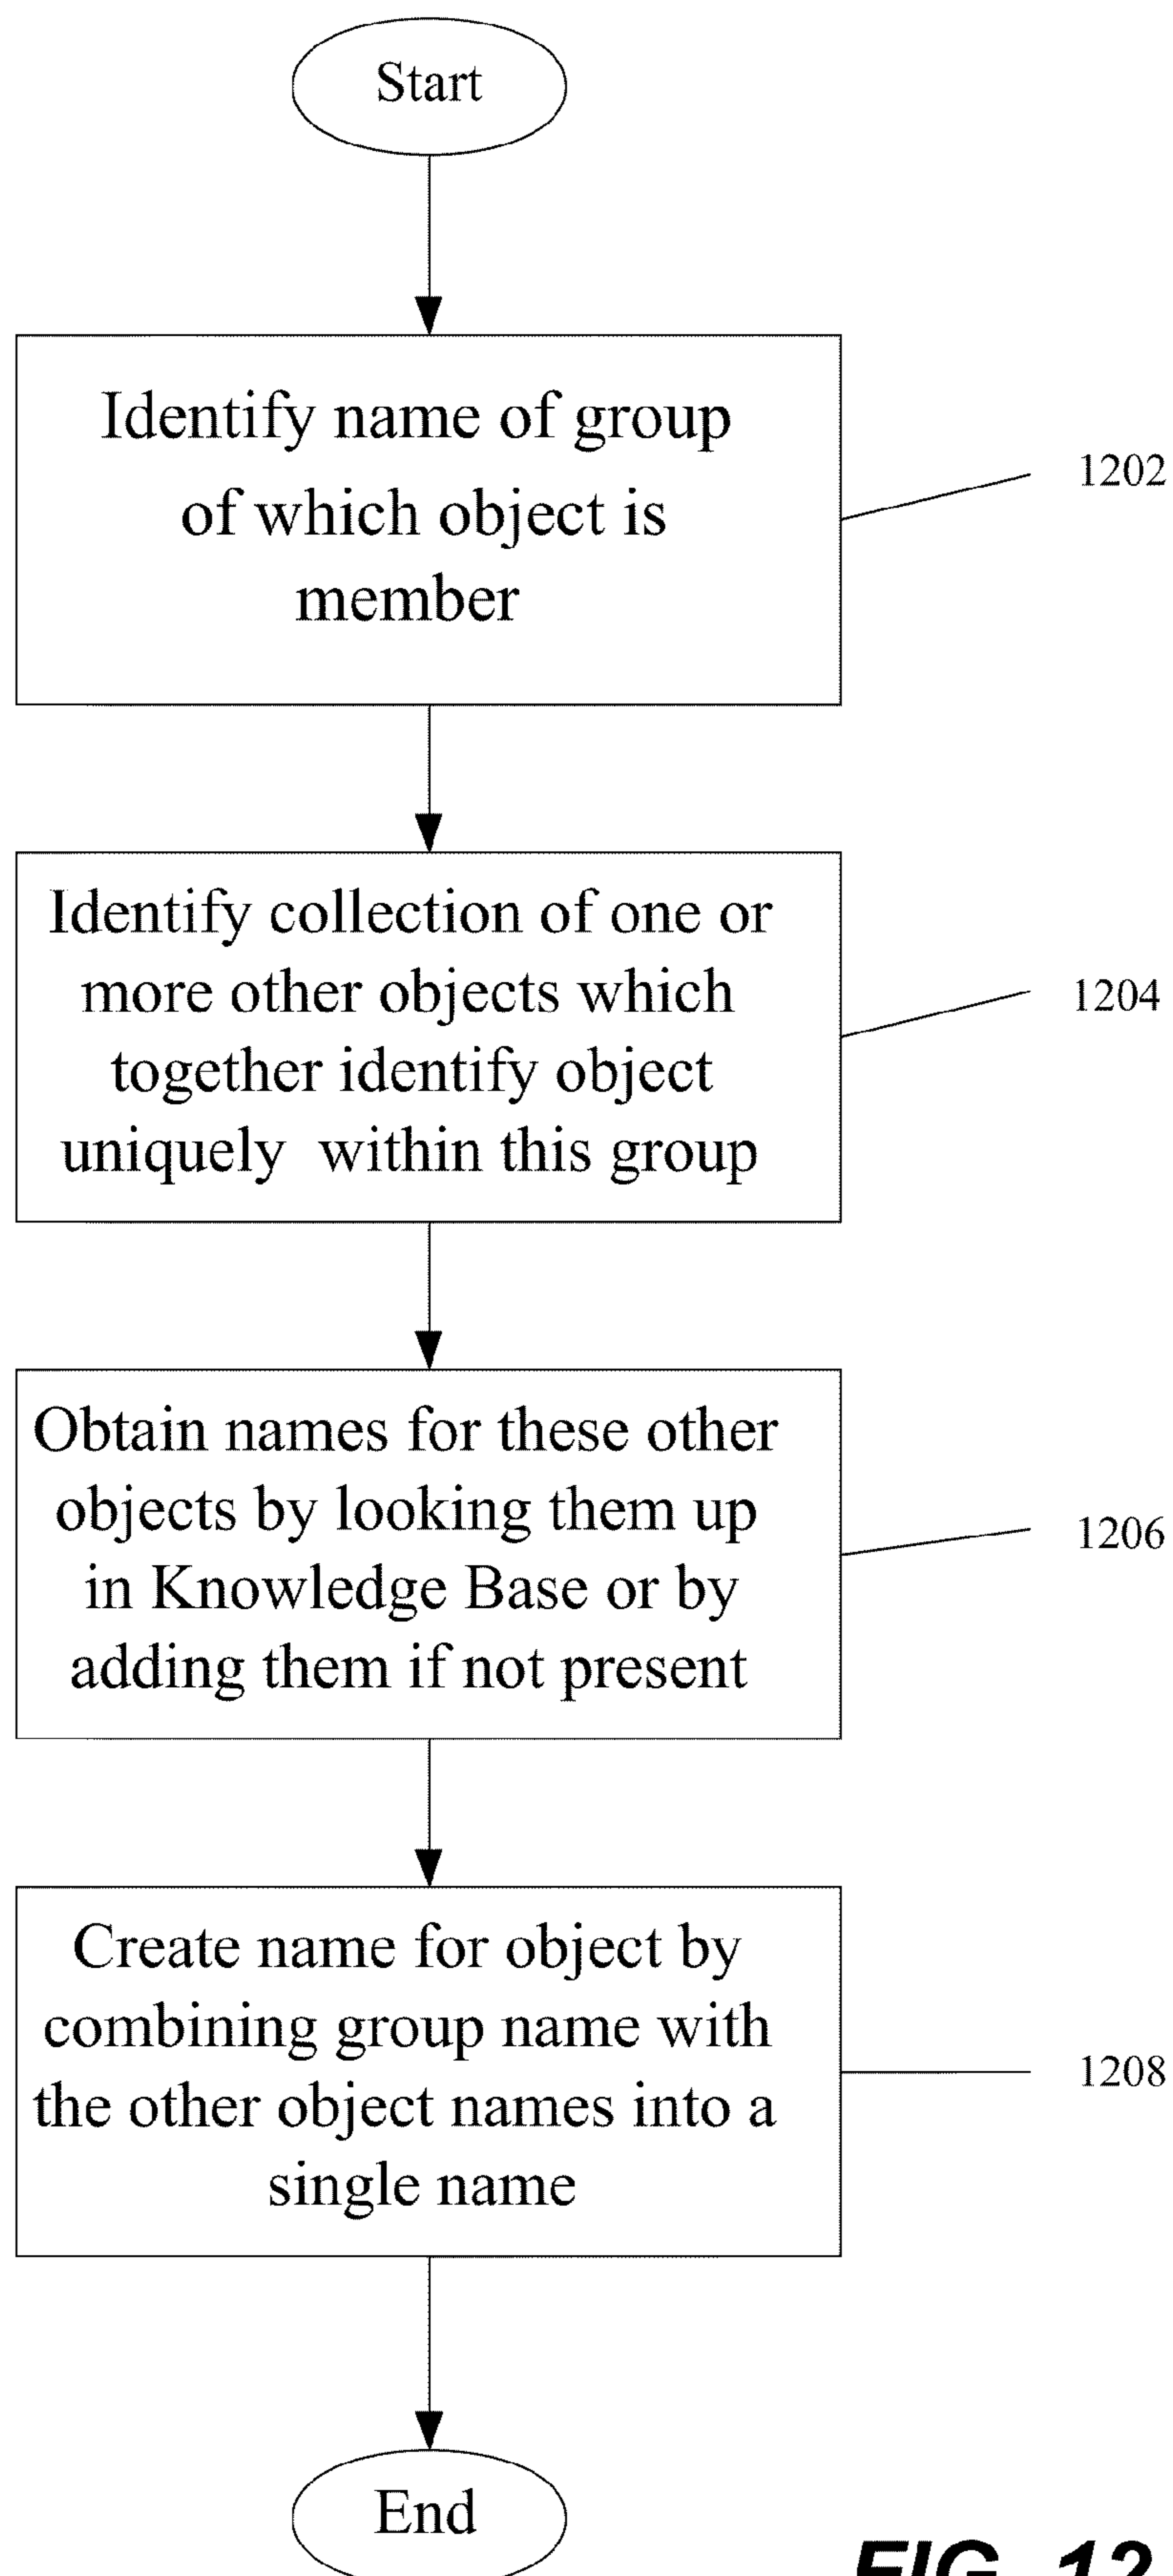 Start
Identify name of group
of which object is
member
1202
Identify collection of one or
more other objects which
together identify object
uniquely  within this group
1204
Obtain names for these other
objects by looking them up
in Knowledge Base or by
adding them if not present
1206
Create name for object by
combining group name with
the other object names into a
single name
1208
End
FIG. 12